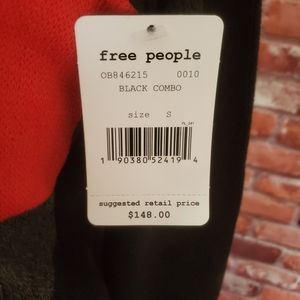 free people
OB846215 0010
BLACK COMBO
size S
1 90380 52419 4
suggested retail price
$148.00